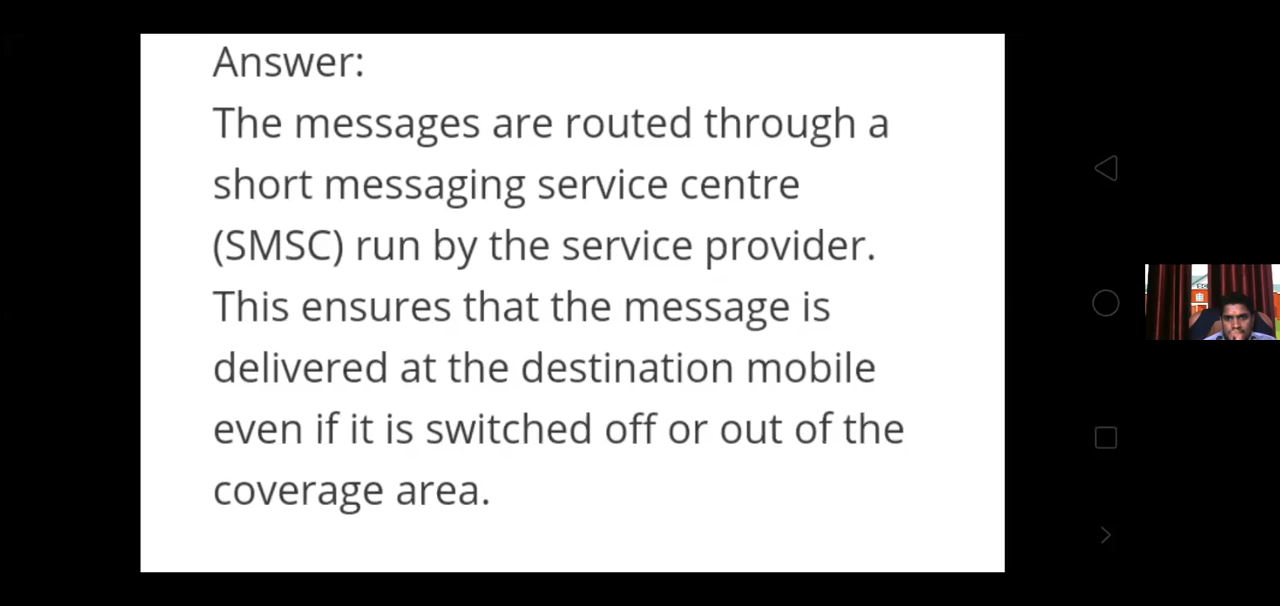 Answer:
The messages are routed through a
short messaging service centre
(SMSC) run by the service provider.
This ensures that the message is
delivered at the destination mobile
even if it is switched off or out of the
coverage area.